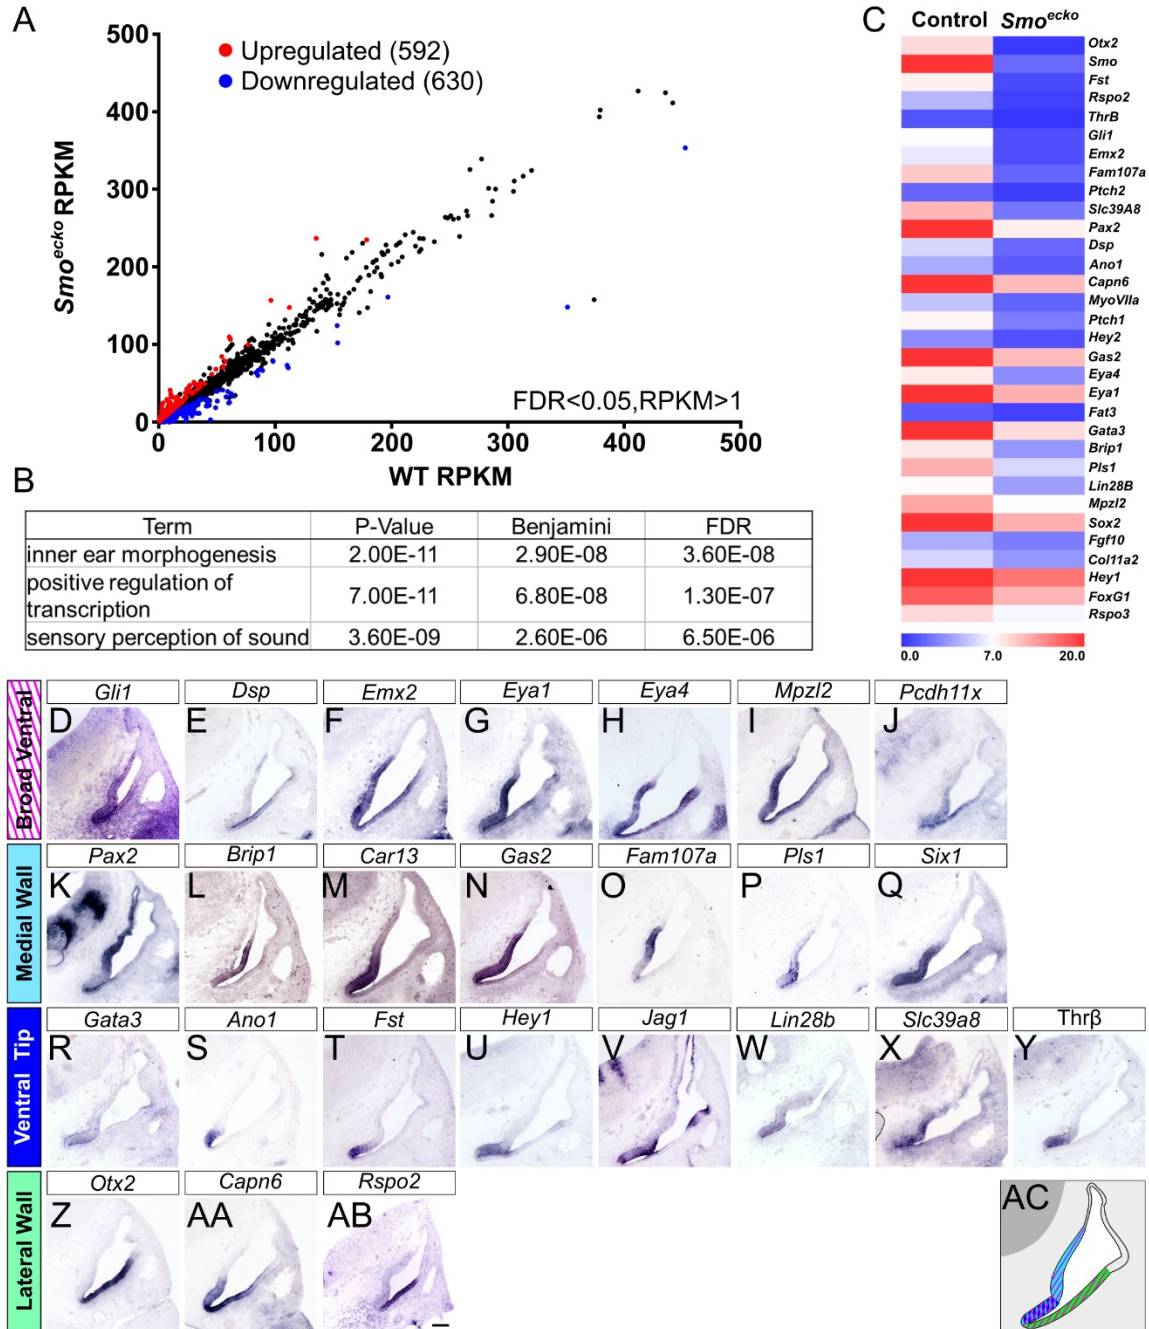 A
500
400
300
200
100
0
Smo^ecko RPKM
Upregulated (592)
Downregulated (630)
FDR<0.05,RPKM>1
0 100 200 300 400 500
WT RPKM
B
Term P-Value Benjamini FDR
inner ear morphogenesis 2.00E-11 2.90E-08 3.60E-08
positive regulation of
transcription 7.00E-11 6.80E-08 1.30E-07
sensory perception of sound 3.60E-09 2.60E-06 6.50E-06
C
Control Smo^ecko
Otx2
Smo
Fst
Rspo2
ThrB
Gli1
Emx2
Fam107a
Ptch2
Slc39A8
Pax2
Dsp
Ano1
Capn6
MyoVIIa
Ptch1
Hey2
Gas2
Eya4
Eya1
Fat3
Gata3
Brip1
Pls1
Lin28B
Mpzl2
Sox2
Fgf10
Col11a2
Hey1
FoxG1
Rspo3
0.0 7.0 20.0
Broad Ventral
Gli1 Dsp Emx2 Eya1 Eya4 Mpzl2 Pcdh11x
D E F G H I J
Medial Wall
Pax2 Brip1 Car13 Gas2 Fam107a Pls1 Six1
K L M N O P Q
Ventral Tip
Gata3 Ano1 Fst Hey1 Jag1 Lin28b Slc39a8 Thrβ
R S T U V W X Y
Lateral Wall
Otx2 Capn6 Rspo2
Z AA AB AC